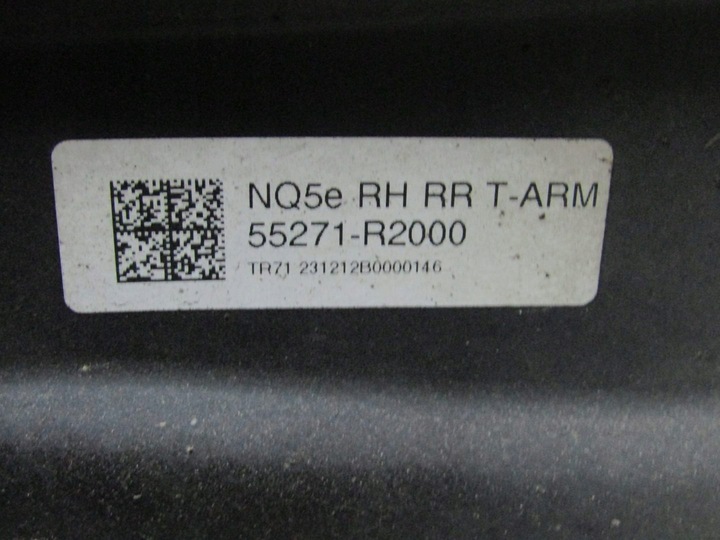 NQ5e RH RR T-ARM
55271-R2000
TR71 231212B0000146